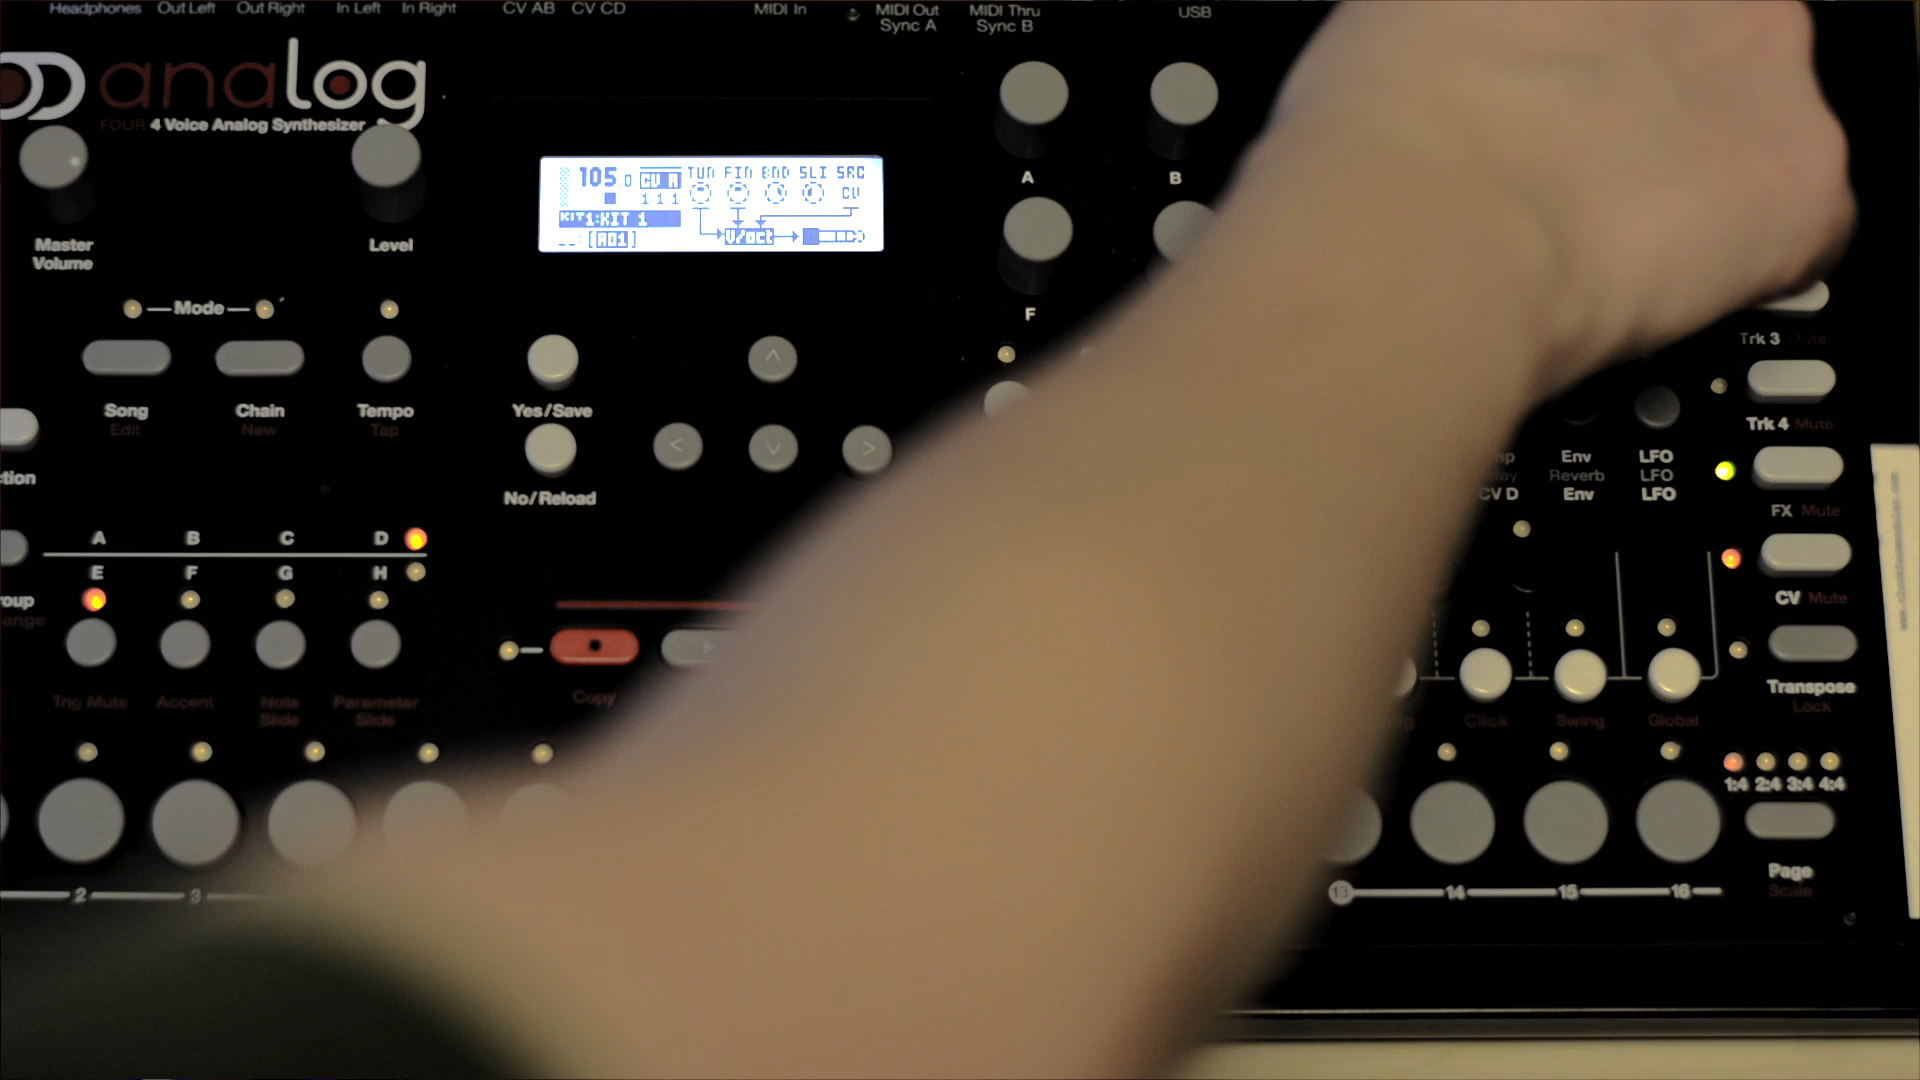 Headphones Out Left Out Right In Left In Right CV AB CV CD MIDI In MIDI Out MIDI Thru USB
Sync A Sync B
analog
FOUR 4 Voice Analog Synthesizer
Master
Volume
Level
105 CV A TUN FIN BND SLI SRC
1 1 1 CV
KIT 1:KIT 1
[A01] V/oct
A B
F
Mode
Song Chain Tempo
Edit New Tap
Yes/Save
No/Reload
< ^ v >
Trk 3 Mute
Trk 4 Mute
FX Mute
CV Mute
Transpose
Lock
Env LFO
Reverb LFO
CV D Env LFO
A B C D
E F G H
Trig Mute Accent Note Slide Parameter Slide
Copy
Click Swing Global
1:4 2:4 3:4 4:4
Page
Scale
2 3 13 14 15 16